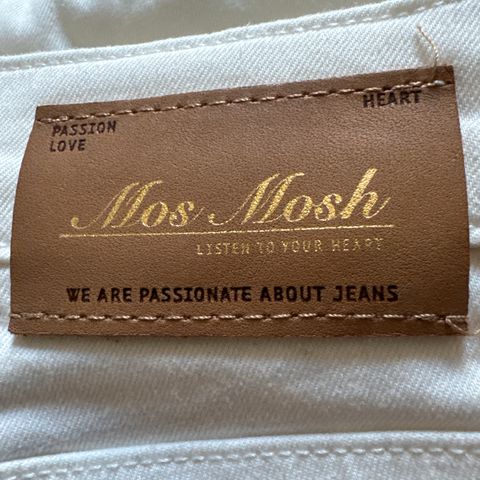 PASSION
LOVE
HEART
Mos Mosh
LISTEN TO YOUR HEART
WE ARE PASSIONATE ABOUT JEANS